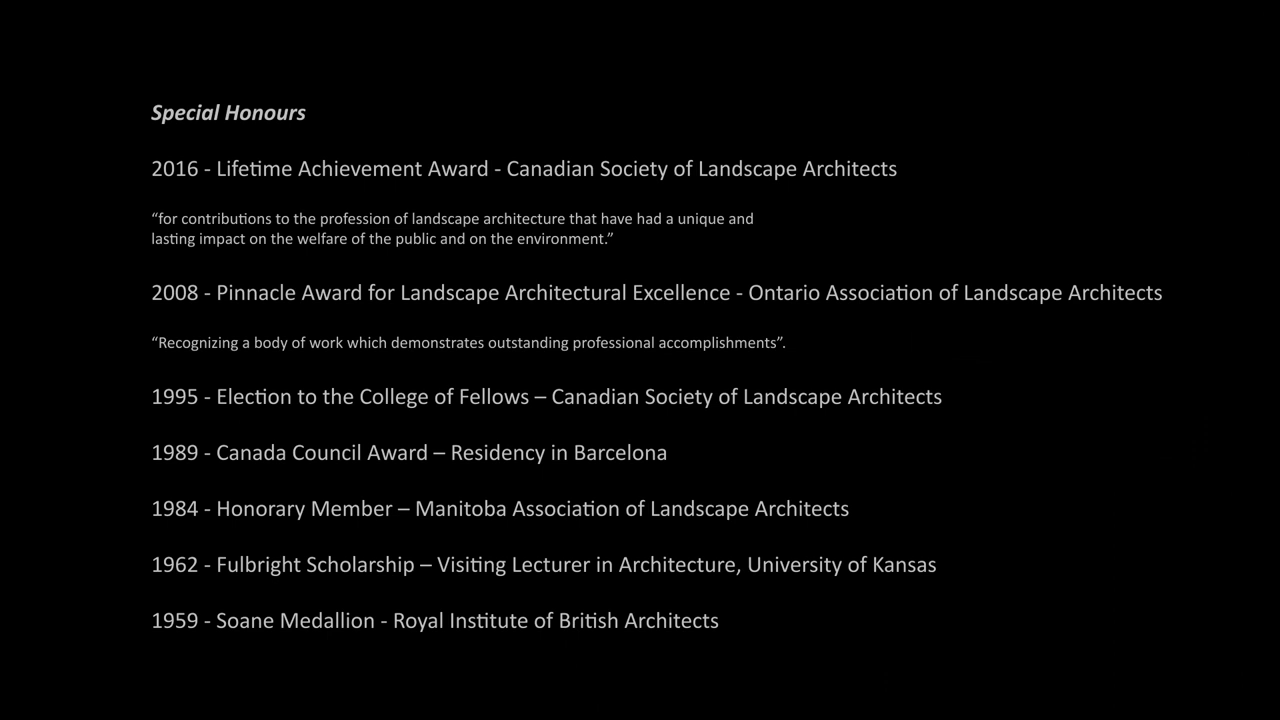 Special Honours
2016 - Lifetime Achievement Award - Canadian Society of Landscape Architects
“for contributions to the profession of landscape architecture that have had a unique and
lasting impact on the welfare of the public and on the environment.”
2008 - Pinnacle Award for Landscape Architectural Excellence - Ontario Association of Landscape Architects
“Recognizing a body of work which demonstrates outstanding professional accomplishments”.
1995 - Election to the College of Fellows – Canadian Society of Landscape Architects
1989 - Canada Council Award – Residency in Barcelona
1984 - Honorary Member – Manitoba Association of Landscape Architects
1962 - Fulbright Scholarship – Visiting Lecturer in Architecture, University of Kansas
1959 - Soane Medallion - Royal Institute of British Architects